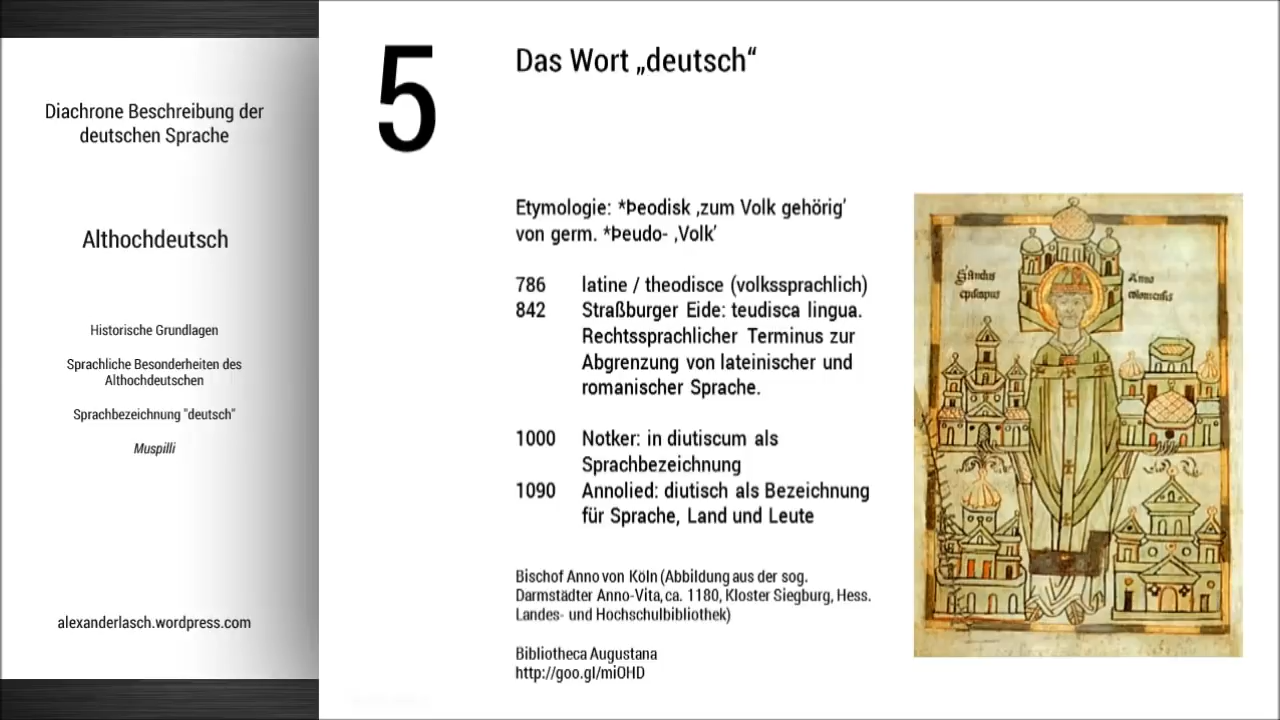 Diachrone Beschreibung der
deutschen Sprache
Althochdeutsch
Historische Grundlagen
Sprachliche Besonderheiten des
Althochdeutschen
Sprachbezeichnung "deutsch"
Muspilli
alexanderlasch.wordpress.com
5
Das Wort „deutsch“
Etymologie: *Þeodisk ‚zum Volk gehörig’
von germ. *Þeudo- ‚Volk’
786 latine / theodisce (volkssprachlich)
842 Straßburger Eide: teudisca lingua.
Rechtssprachlicher Terminus zur
Abgrenzung von lateinischer und
romanischer Sprache.
1000 Notker: in diutiscum als
Sprachbezeichnung
1090 Annolied: diutisch als Bezeichnung
für Sprache, Land und Leute
Bischof Anno von Köln (Abbildung aus der sog.
Darmstädter Anno-Vita, ca. 1180, Kloster Siegburg, Hess.
Landes- und Hochschulbibliothek)
Bibliotheca Augustana
http://goo.gl/miOHD
Anno